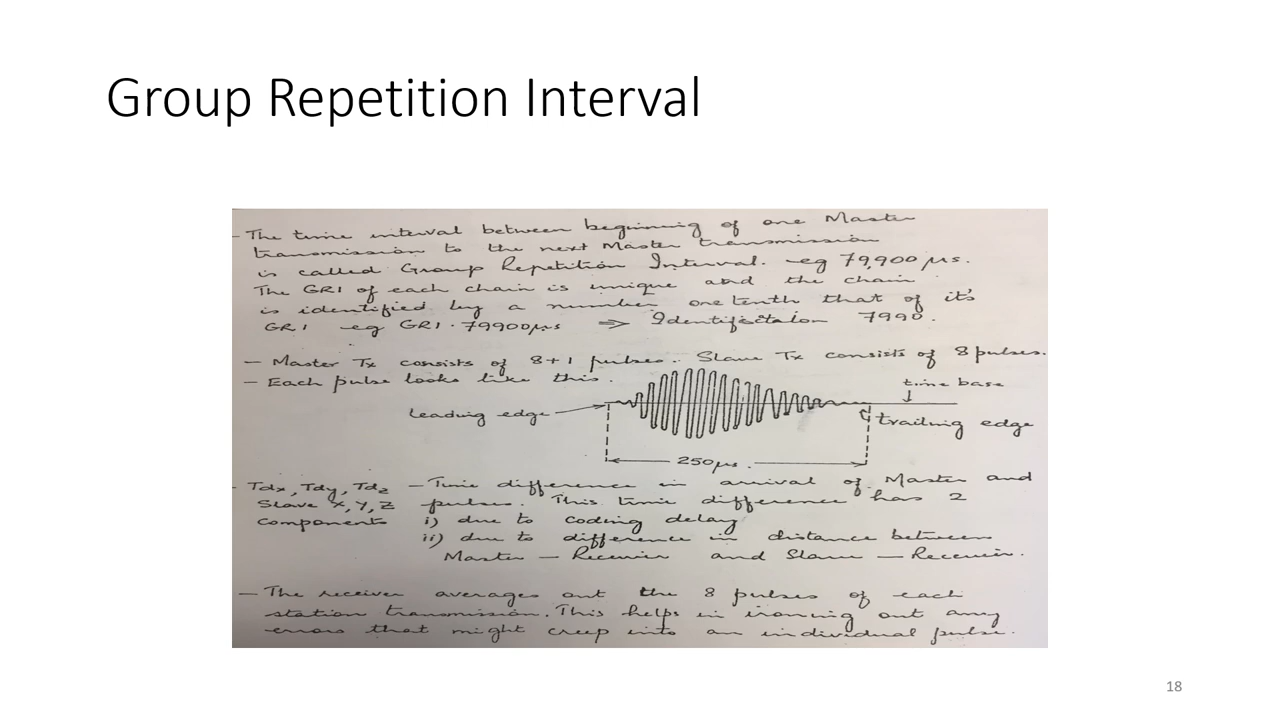 Group Repetition Interval
- The time interval between beginning of one Master
transmission to the next Master transmission
is called Group Repetition Interval. eg 79,900 μs.
The GRI of each chain is unique and the chain
is identified by a number one tenth that of it's
GRI eg GRI. 79900μs ⇒ Identification 7990.
- Master Tx consists of 8+1 pulses. Slave Tx consists of 8 pulses.
- Each pulse looks like this.
time base
leading edge
trailing edge
250μs.
- Tdx, Tdy, Tdz - Time difference in arrival of Master and
Slave X, Y, Z pulses. This time difference has 2
components i) due to coding delay
ii) due to difference in distance between
Master - Receiver and Slave - Receiver.
- The receiver averages out the 8 pulses of each
station transmission. This helps in ironing out any
errors that might creep into an individual pulse.
18